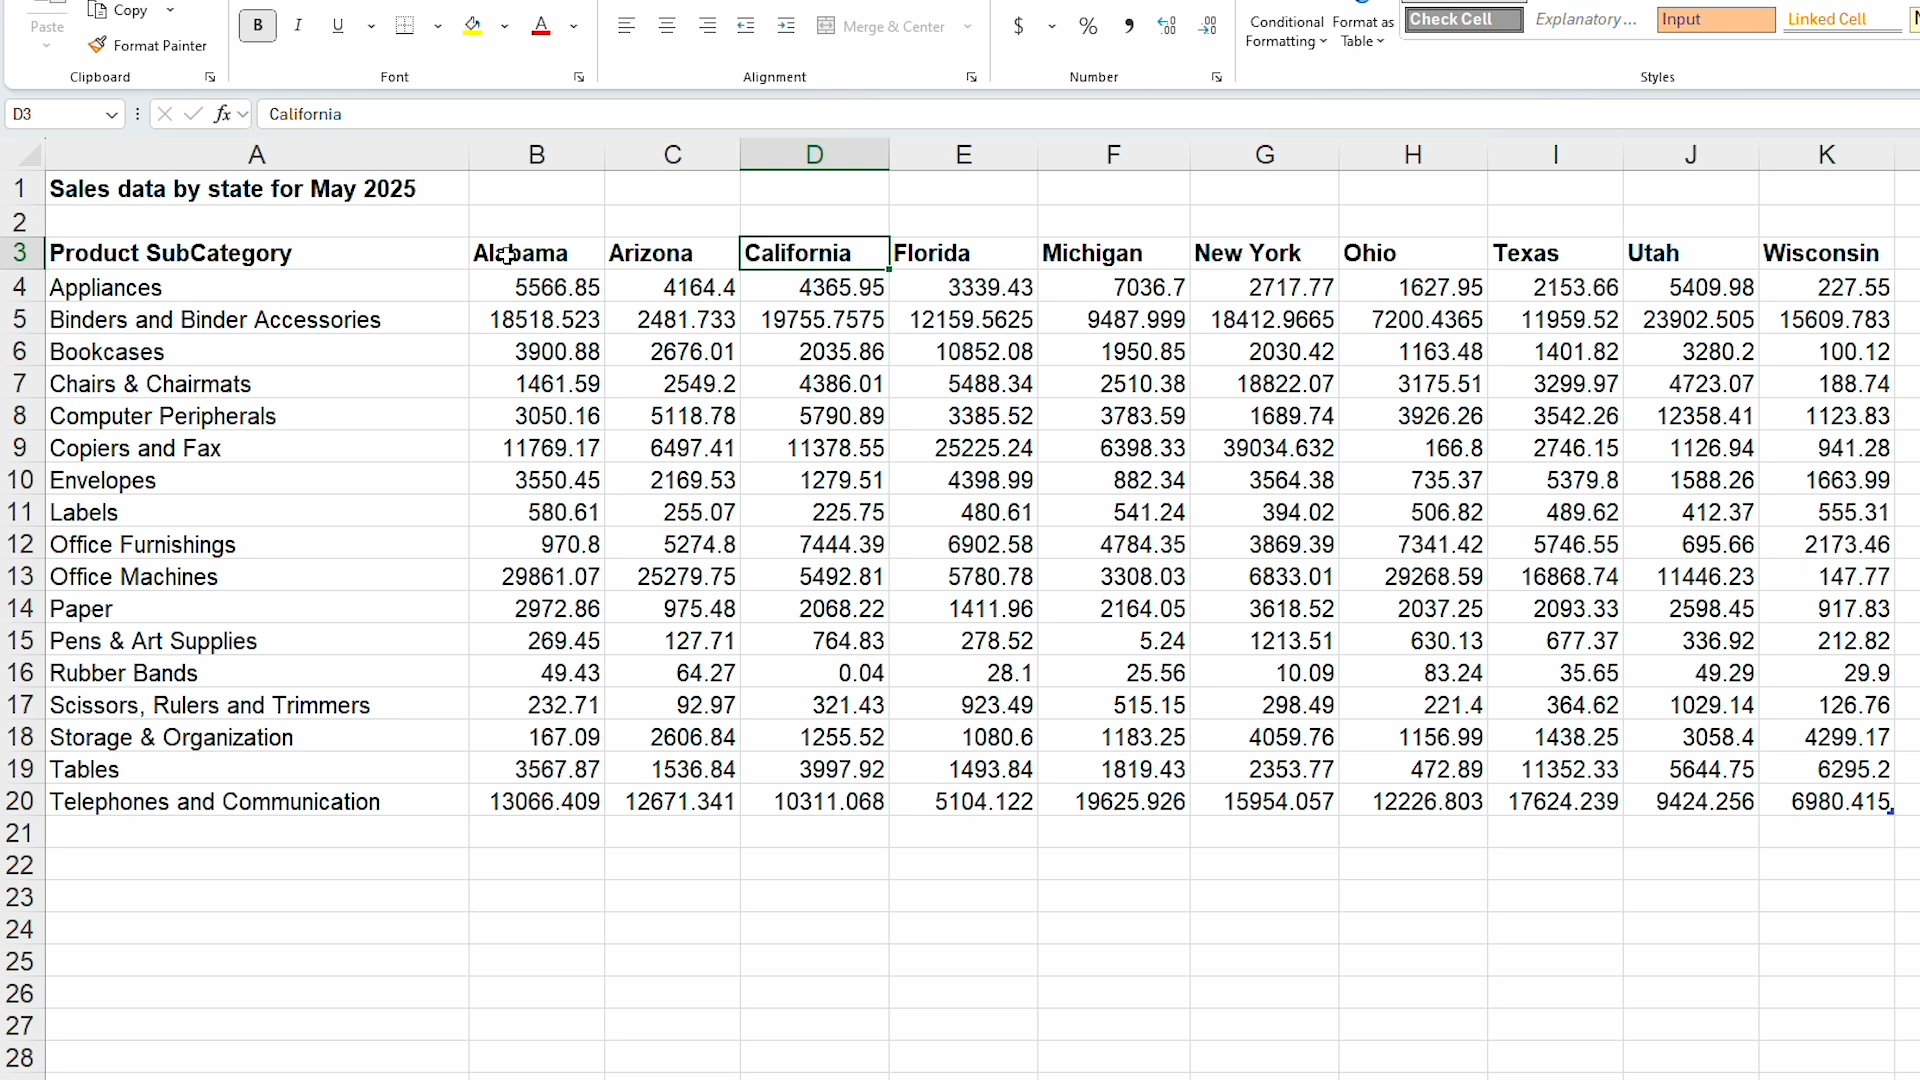 Paste
Copy
Format Painter
Clipboard
B I U A
Font
Merge & Center
Alignment
$ % , .00
Number
Conditional Formatting
Format as Table
Check Cell Explanatory ... Input Linked Cell
Styles
D3 fx California
A B C D E F G H I J K
1 Sales data by state for May 2025
2
3 Product SubCategory Alabama Arizona California Florida Michigan New York Ohio Texas Utah Wisconsin
4 Appliances 5566.85 4164.4 4365.95 3339.43 7036.7 2717.77 1627.95 2153.66 5409.98 227.55
5 Binders and Binder Accessories 18518.523 2481.733 19755.7575 12159.5625 9487.999 18412.9665 7200.4365 11959.52 23902.505 15609.783
6 Bookcases 3900.88 2676.01 2035.86 10852.08 1950.85 2030.42 1163.48 1401.82 3280.2 100.12
7 Chairs & Chairmats 1461.59 2549.2 4386.01 5488.34 2510.38 18822.07 3175.51 3299.97 4723.07 188.74
8 Computer Peripherals 3050.16 5118.78 5790.89 3385.52 3783.59 1689.74 3926.26 3542.26 12358.41 1123.83
9 Copiers and Fax 11769.17 6497.41 11378.55 25225.24 6398.33 39034.632 166.8 2746.15 1126.94 941.28
10 Envelopes 3550.45 2169.53 1279.51 4398.99 882.34 3564.38 735.37 5379.8 1588.26 1663.99
11 Labels 580.61 255.07 225.75 480.61 541.24 394.02 506.82 489.62 412.37 555.31
12 Office Furnishings 970.8 5274.8 7444.39 6902.58 4784.35 3869.39 7341.42 5746.55 695.66 2173.46
13 Office Machines 29861.07 25279.75 5492.81 5780.78 3308.03 6833.01 29268.59 16868.74 11446.23 147.77
14 Paper 2972.86 975.48 2068.22 1411.96 2164.05 3618.52 2037.25 2093.33 2598.45 917.83
15 Pens & Art Supplies 269.45 127.71 764.83 278.52 5.24 1213.51 630.13 677.37 336.92 212.82
16 Rubber Bands 49.43 64.27 0.04 28.1 25.56 10.09 83.24 35.65 49.29 29.9
17 Scissors, Rulers and Trimmers 232.71 92.97 321.43 923.49 515.15 298.49 221.4 364.62 1029.14 126.76
18 Storage & Organization 167.09 2606.84 1255.52 1080.6 1183.25 4059.76 1156.99 1438.25 3058.4 4299.17
19 Tables 3567.87 1536.84 3997.92 1493.84 1819.43 2353.77 472.89 11352.33 5644.75 6295.2
20 Telephones and Communication 13066.409 12671.341 10311.068 5104.122 19625.926 15954.057 12226.803 17624.239 9424.256 6980.415
21
22
23
24
25
26
27
28